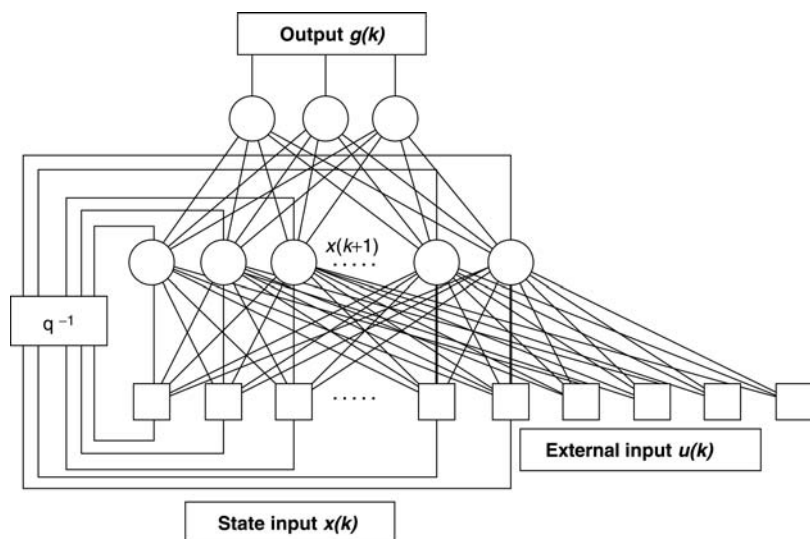 Output g(k)
x(k+1)
. . . . .
q⁻¹
. . . . .
External input u(k)
State input x(k)